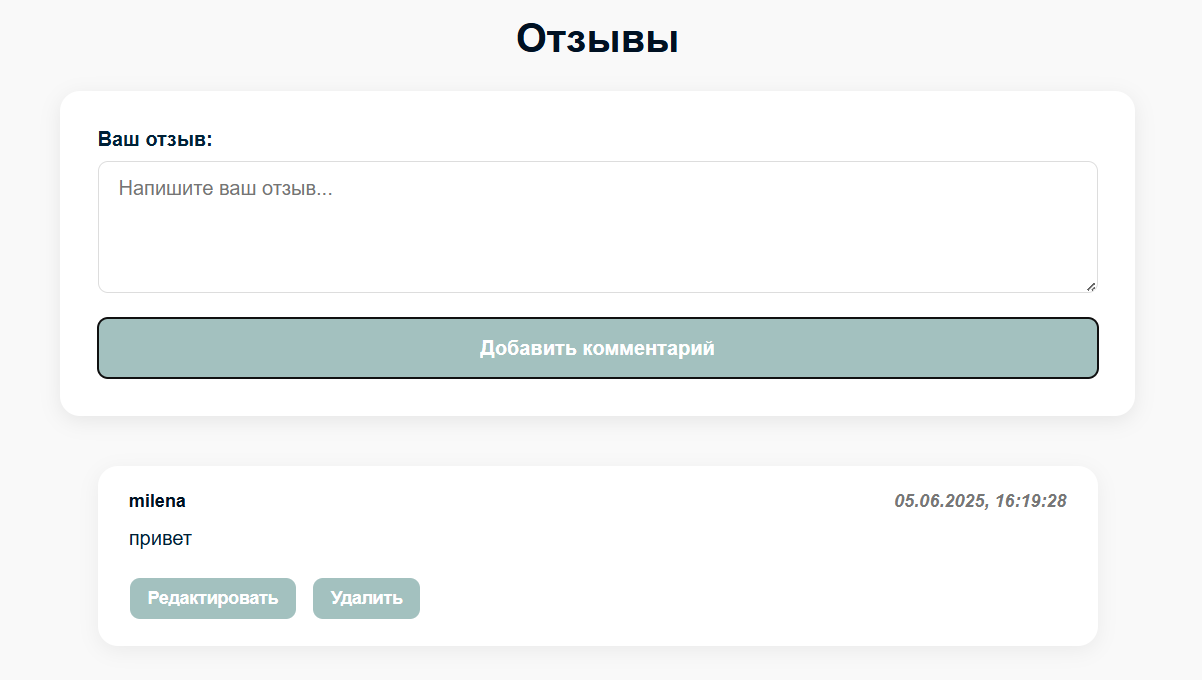 Отзывы
Ваш отзыв:
Напишите ваш отзыв...
Добавить комментарий
milena 05.06.2025, 16:19:28
привет
Редактировать Удалить